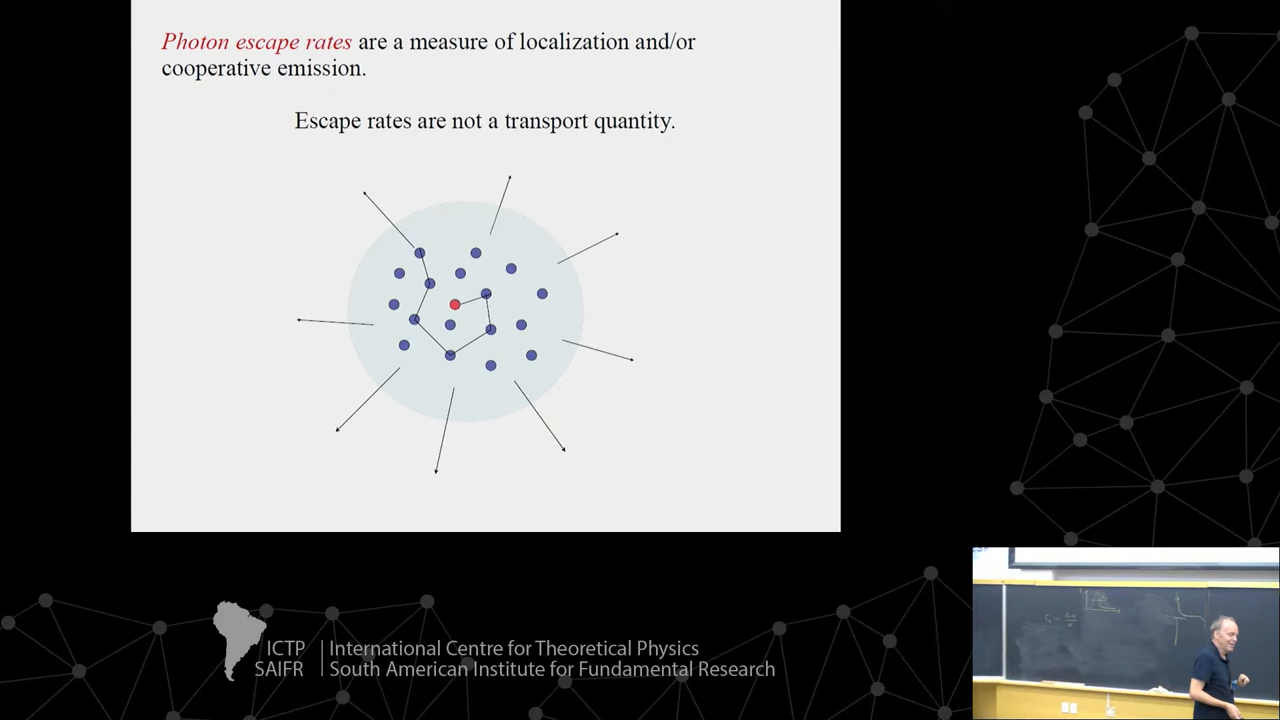 Photon escape rates are a measure of localization and/or
cooperative emission.
Escape rates are not a transport quantity.
ICTP
SAIFR
International Centre for Theoretical Physics
South American Institute for Fundamental Research